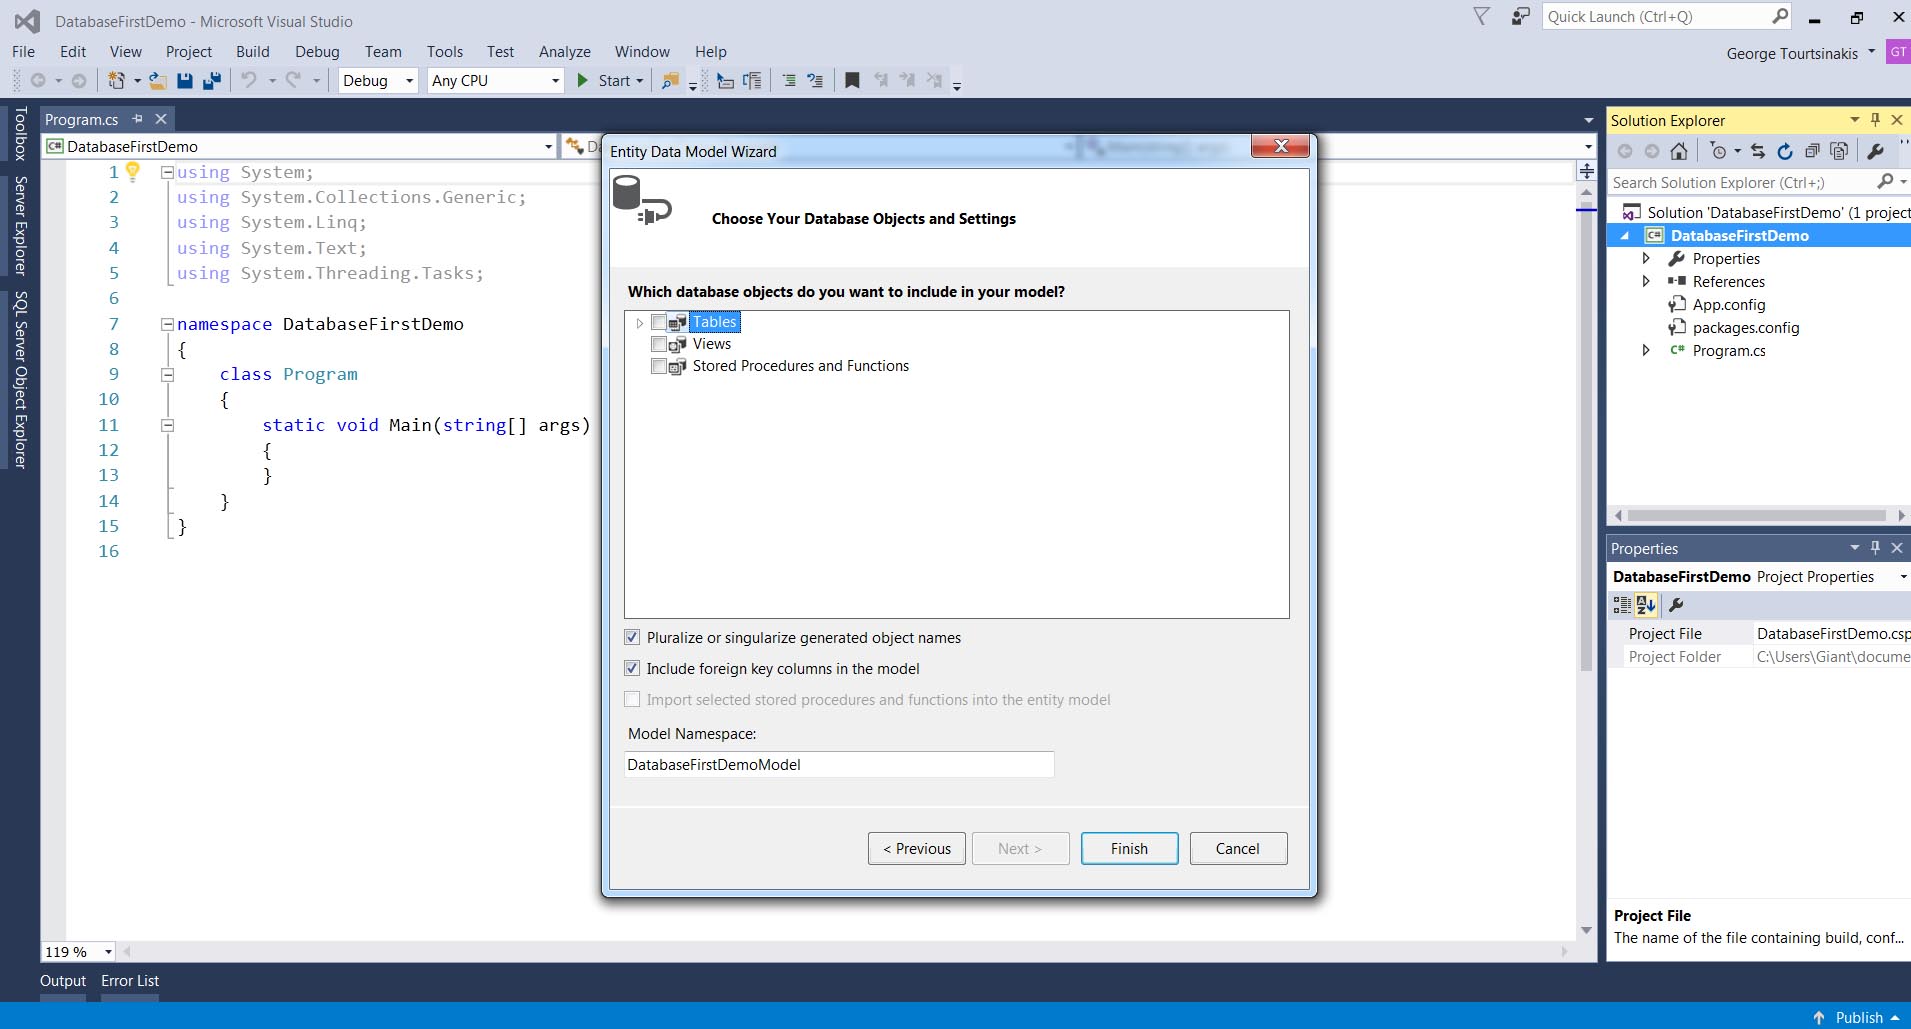 DatabaseFirstDemo - Microsoft Visual Studio
Quick Launch (Ctrl+Q)
File Edit View Project Build Debug Team Tools Test Analyze Window Help
George Tourtsinakis GT
Debug Any CPU Start
Toolbox
Server Explorer
SQL Server Object Explorer
Program.cs
C# DatabaseFirstDemo
1 using System;
2 using System.Collections.Generic;
3 using System.Linq;
4 using System.Text;
5 using System.Threading.Tasks;
6
7 namespace DatabaseFirstDemo
8 {
9 class Program
10 {
11 static void Main(string[] args)
12 {
13 }
14 }
15 }
16
119 %
Entity Data Model Wizard
Choose Your Database Objects and Settings
Which database objects do you want to include in your model?
Tables
Views
Stored Procedures and Functions
Pluralize or singularize generated object names
Include foreign key columns in the model
Import selected stored procedures and functions into the entity model
Model Namespace:
DatabaseFirstDemoModel
< Previous Next > Finish Cancel
Solution Explorer
Search Solution Explorer (Ctrl+;)
Solution 'DatabaseFirstDemo' (1 project
C# DatabaseFirstDemo
Properties
References
App.config
packages.config
C# Program.cs
Properties
DatabaseFirstDemo Project Properties
Project File DatabaseFirstDemo.csp
Project Folder C:\Users\Giant\docume
Project File
The name of the file containing build, conf...
Output Error List
Publish